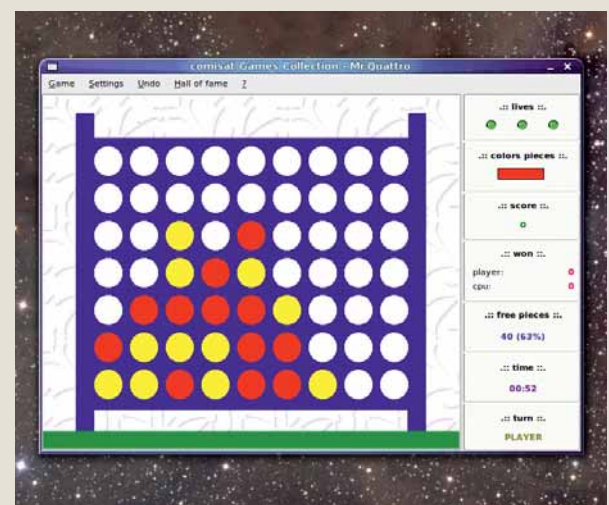 comisat Games Collection - Mr.Quattro
Game Settings Undo Hall of fame ?
.:: lives ::.
.:: colors pieces ::.
.:: score ::.
0
.:: won ::.
player: 0
cpu: 0
.:: free pieces ::.
40 (63%)
.:: time ::.
00:52
.:: turn ::.
PLAYER